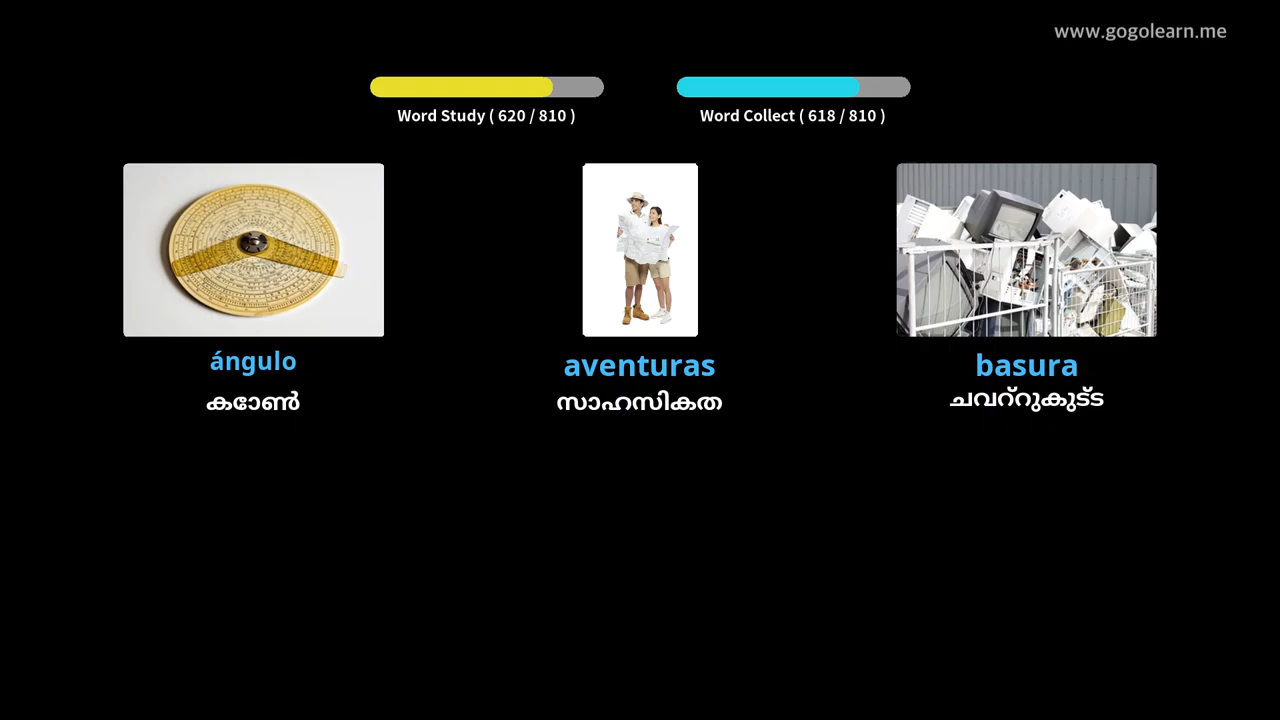 www.gogolearn.me
Word Study ( 620 / 810 )
Word Collect ( 618 / 810 )
ángulo
aventuras
basura
കോൺ
സാഹസികത
ചവറ്റുകുട്ട